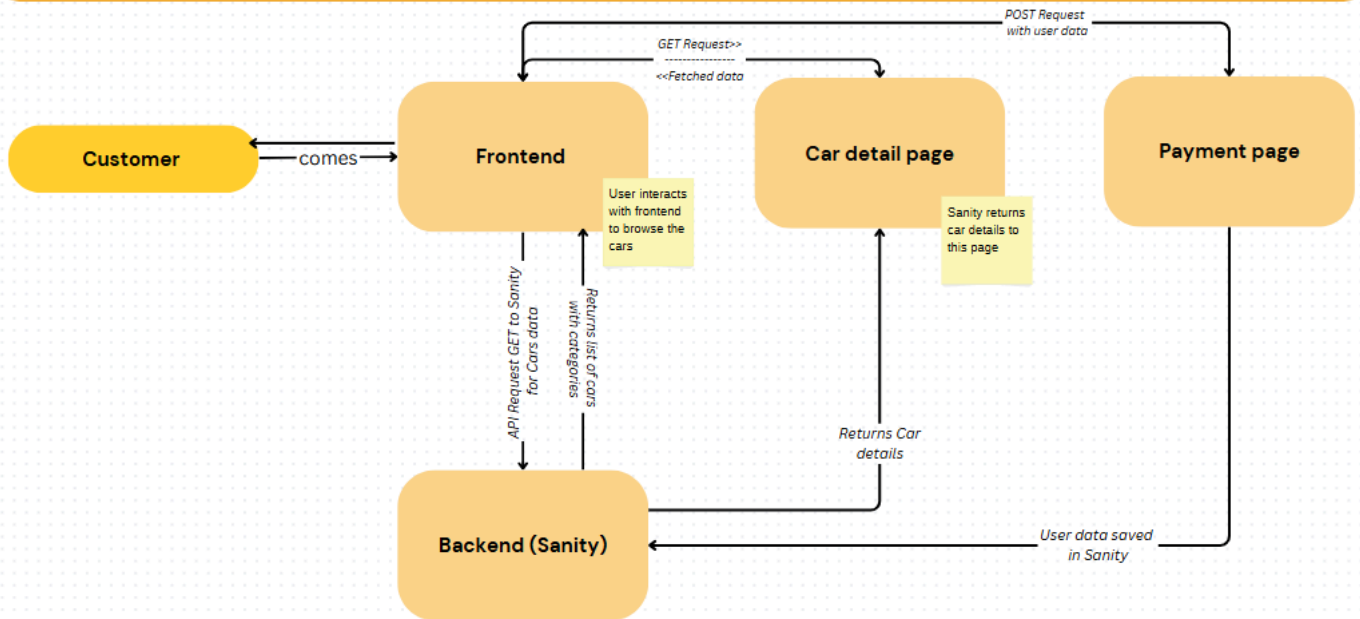 POST Request
with user data
GET Request>>
----------------
<<Fetched data
Customer
comes
Frontend
Car detail page
Payment page
User interacts
with frontend
to browse the
cars
Sanity returns
car details to
this page
API Request GET to Sanity
for Cars data
Returns list of cars
with categories
Returns Car
details
Backend (Sanity)
User data saved
in Sanity